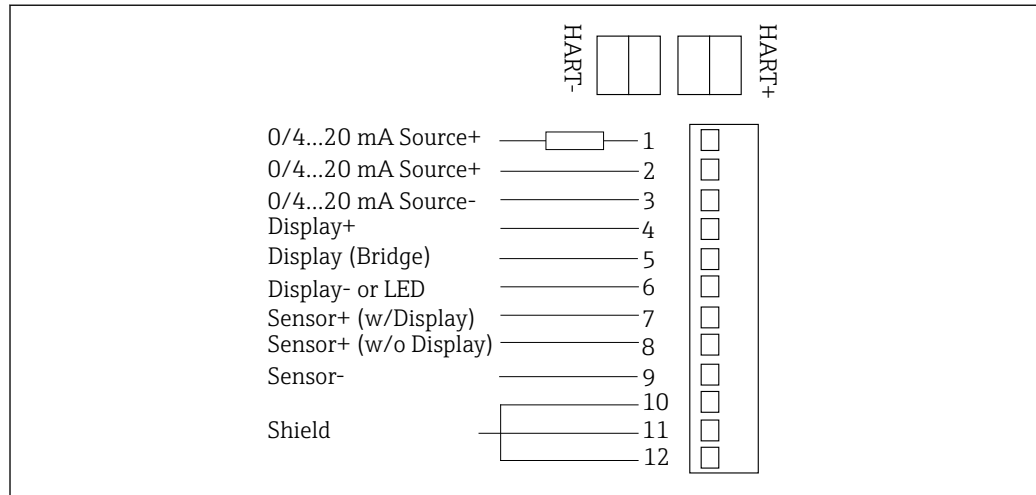 HART-
HART+
0/4...20 mA Source+ 1
0/4...20 mA Source+ 2
0/4...20 mA Source- 3
Display+ 4
Display (Bridge) 5
Display- or LED 6
Sensor+ (w/Display) 7
Sensor+ (w/o Display) 8
Sensor- 9
10
Shield 11
12